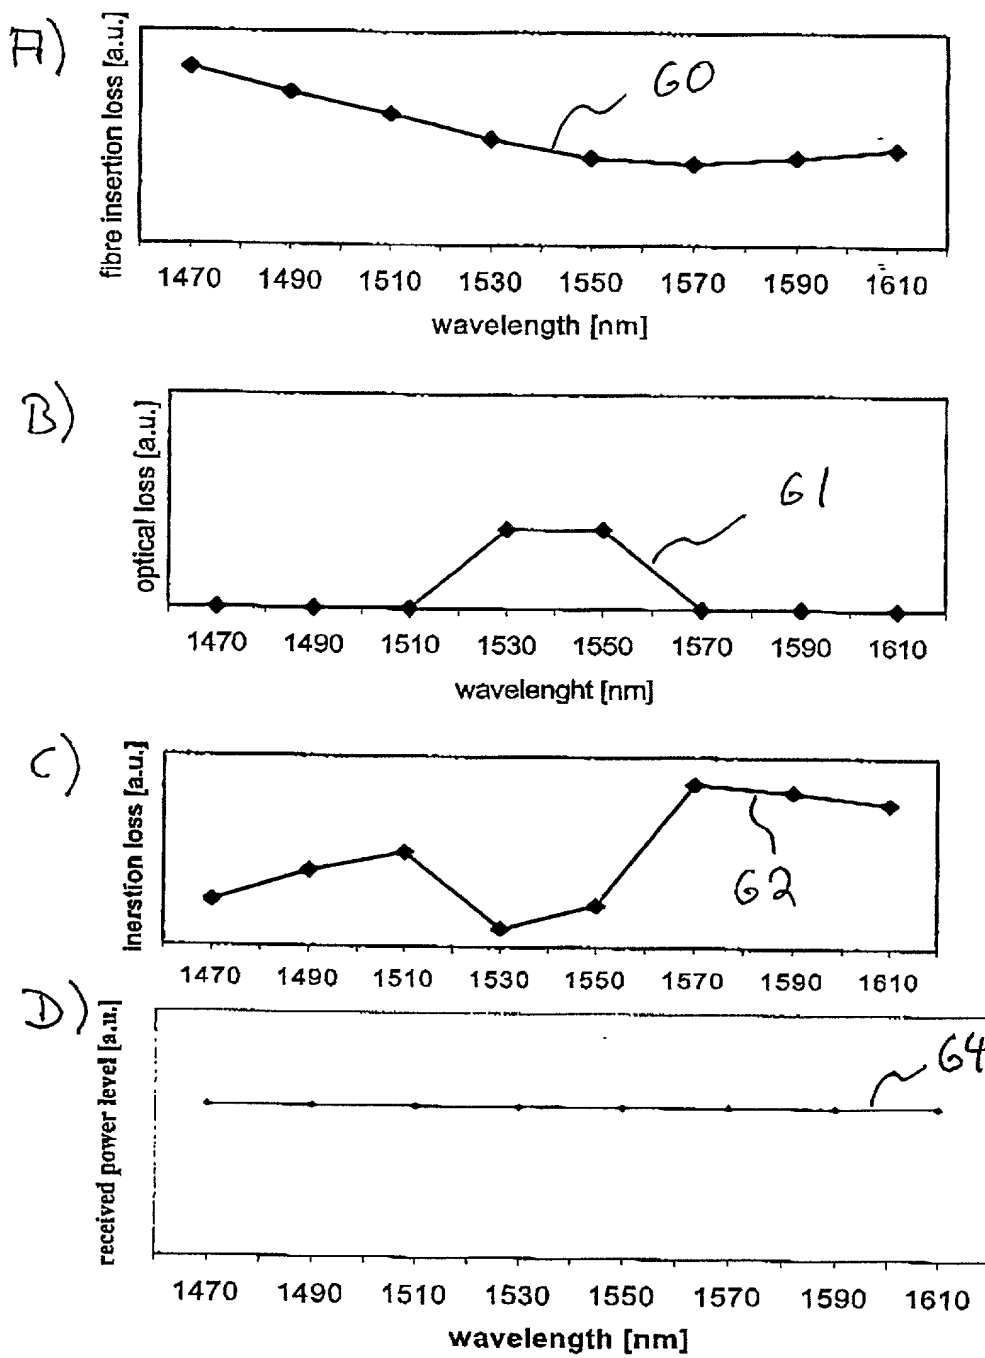 A)
fibre insertion loss [a.u.]
60
1470 1490 1510 1530 1550 1570 1590 1610
wavelength [nm]
B)
optical loss [a.u.]
61
1470 1490 1510 1530 1550 1570 1590 1610
wavelenght [nm]
C)
inerstion loss [a.u.]
62
1470 1490 1510 1530 1550 1570 1590 1610
D)
received power level [a.u.]
64
1470 1490 1510 1530 1550 1570 1590 1610
wavelength [nm]